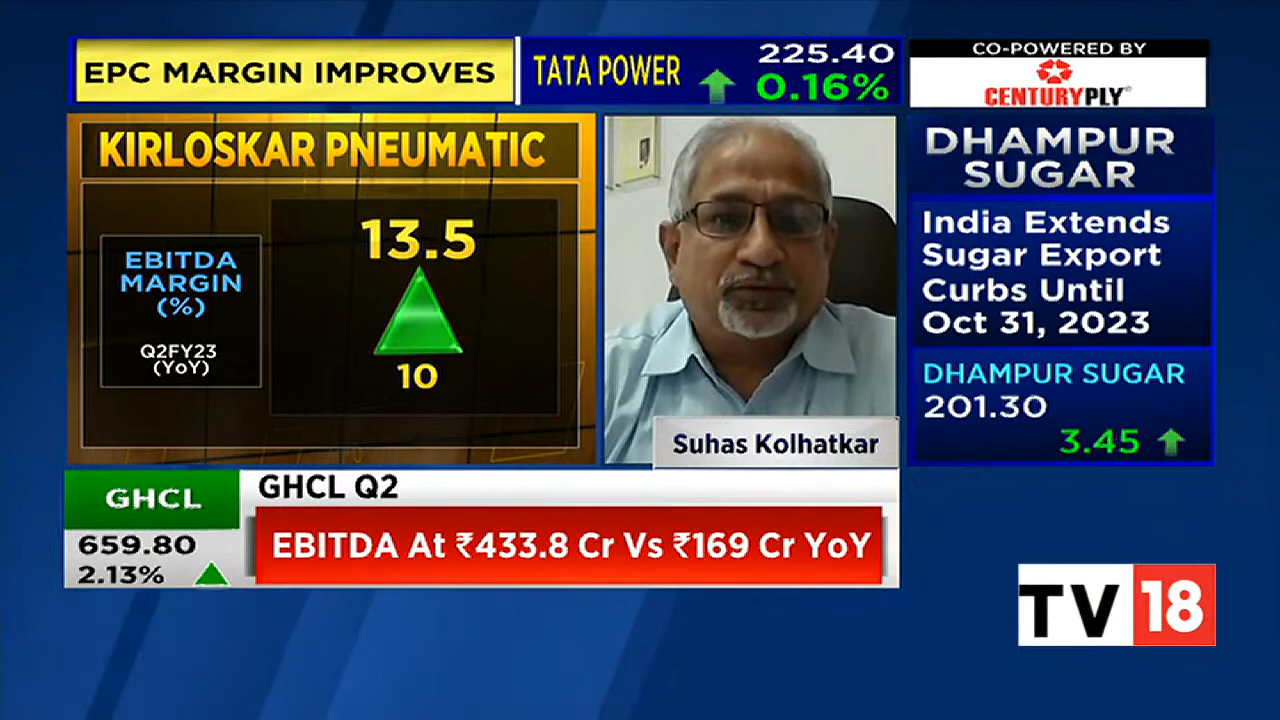 EPC MARGIN IMPROVES
TATA POWER
225.40
0.16%
CO-POWERED BY
CENTURYPLY
KIRLOSKAR PNEUMATIC
EBITDA
MARGIN
(%)
Q2FY23
(YoY)
13.5
10
Suhas Kolhatkar
DHAMPUR
SUGAR
India Extends
Sugar Export
Curbs Until
Oct 31, 2023
DHAMPUR SUGAR
201.30
3.45
GHCL
659.80
2.13%
GHCL Q2
EBITDA At ₹433.8 Cr Vs ₹169 Cr YoY
TV18